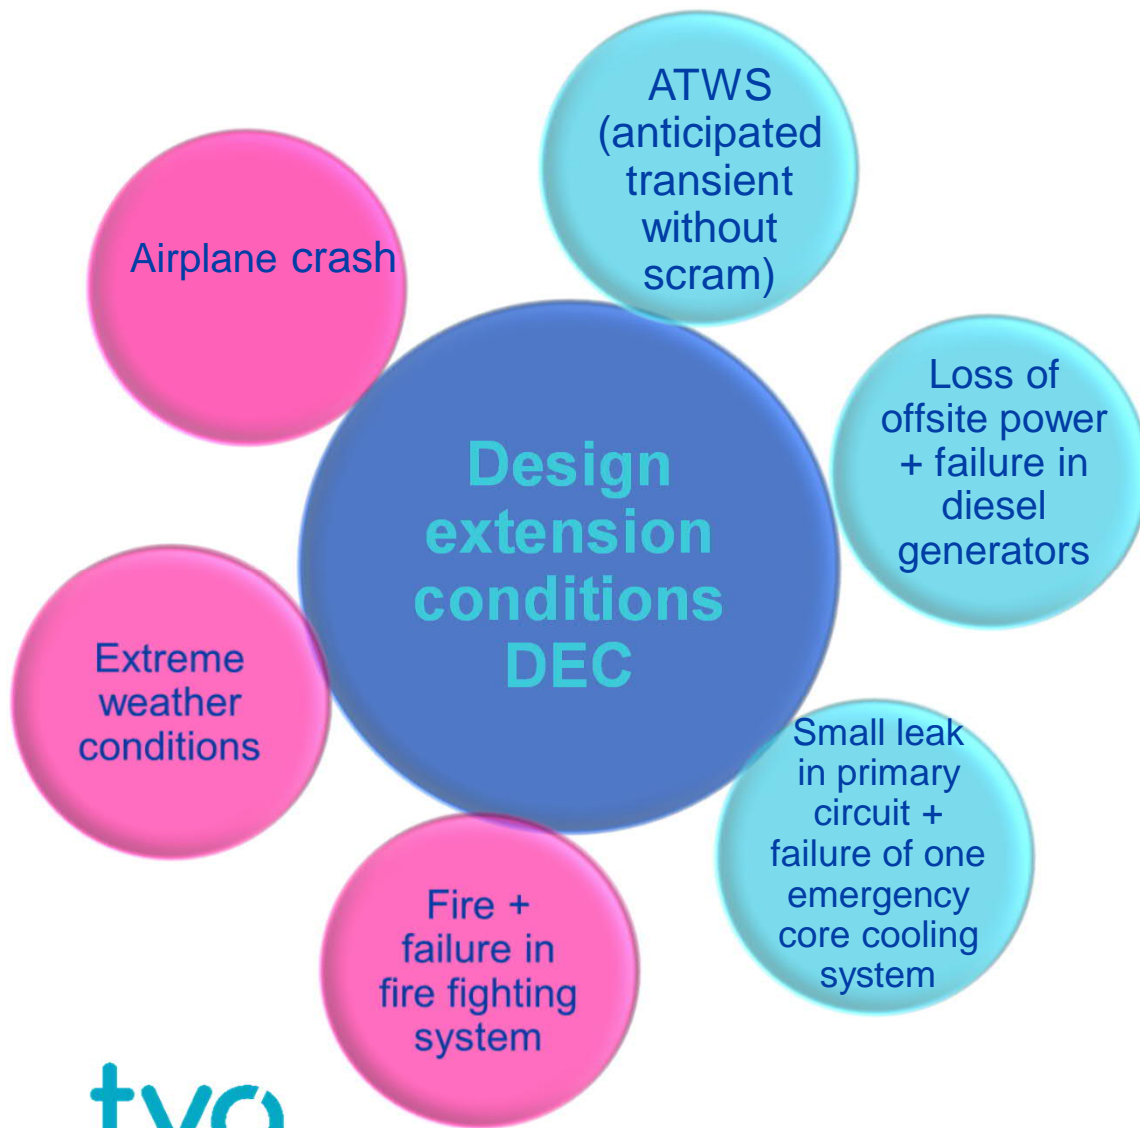 ATWS
(anticipated
transient
without
scram)
Airplane crash
Loss of
offsite power
+ failure in
diesel
generators
Design
extension
conditions
DEC
Extreme
weather
conditions
Small leak
in primary
circuit +
failure of one
emergency
core cooling
system
Fire +
failure in
fire fighting
system
tvo